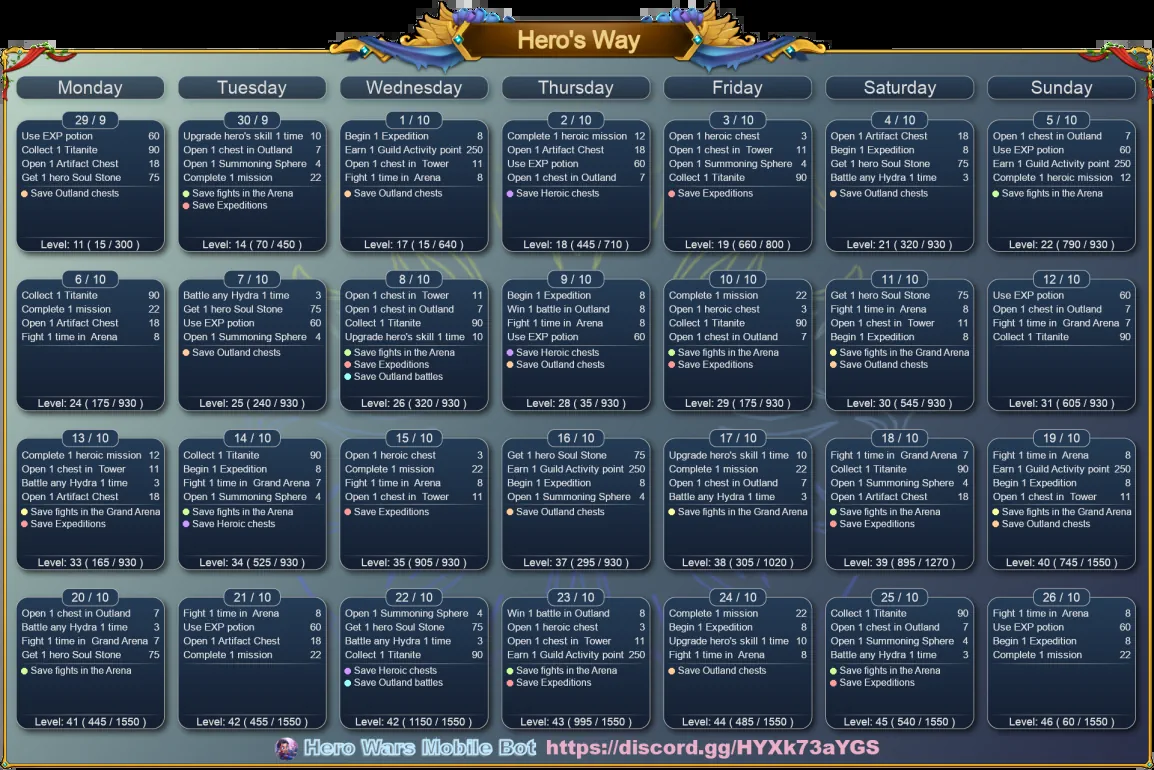 Hero's Way
Monday
Tuesday
Wednesday
Thursday
Friday
Saturday
Sunday
29 / 9
Use EXP potion 60
Collect 1 Titanite 90
Open 1 Artifact Chest 18
Get 1 hero Soul Stone 75
Save Outland chests
Level: 11 ( 15 / 300 )
30 / 9
Upgrade hero's skill 1 time 10
Open 1 chest in Outland 7
Open 1 Summoning Sphere 4
Complete 1 mission 22
Save fights in the Arena
Save Expeditions
Level: 14 ( 70 / 450 )
1 / 10
Begin 1 Expedition 8
Earn 1 Guild Activity point 250
Open 1 chest in Tower 11
Fight 1 time in Arena 8
Save Outland chests
Level: 17 ( 15 / 640 )
2 / 10
Complete 1 heroic mission 12
Open 1 Artifact Chest 18
Use EXP potion 60
Open 1 chest in Outland 7
Save Heroic chests
Level: 18 ( 445 / 710 )
3 / 10
Open 1 heroic chest 3
Open 1 chest in Tower 11
Open 1 Summoning Sphere 4
Collect 1 Titanite 90
Save Expeditions
Level: 19 ( 660 / 800 )
4 / 10
Open 1 Artifact Chest 18
Begin 1 Expedition 8
Get 1 hero Soul Stone 75
Battle any Hydra 1 time 3
Save Outland chests
Level: 21 ( 320 / 930 )
5 / 10
Open 1 chest in Outland 7
Use EXP potion 60
Earn 1 Guild Activity point 250
Complete 1 heroic mission 12
Save fights in the Arena
Level: 22 ( 790 / 930 )
6 / 10
Collect 1 Titanite 90
Complete 1 mission 22
Open 1 Artifact Chest 18
Fight 1 time in Arena 8
Level: 24 ( 175 / 930 )
7 / 10
Battle any Hydra 1 time 3
Get 1 hero Soul Stone 75
Use EXP potion 60
Open 1 Summoning Sphere 4
Save Outland chests
Level: 25 ( 240 / 930 )
8 / 10
Open 1 chest in Tower 11
Open 1 chest in Outland 7
Collect 1 Titanite 90
Upgrade hero's skill 1 time 10
Save fights in the Arena
Save Expeditions
Save Outland battles
Level: 26 ( 320 / 930 )
9 / 10
Begin 1 Expedition 8
Win 1 battle in Outland 8
Fight 1 time in Arena 8
Use EXP potion 60
Save Heroic chests
Save Outland chests
Level: 28 ( 35 / 930 )
10 / 10
Complete 1 mission 22
Open 1 heroic chest 3
Collect 1 Titanite 90
Open 1 chest in Outland 7
Save fights in the Arena
Save Expeditions
Level: 29 ( 175 / 930 )
11 / 10
Get 1 hero Soul Stone 75
Fight 1 time in Arena 8
Open 1 chest in Tower 11
Begin 1 Expedition 8
Save fights in the Grand Arena
Save Outland chests
Level: 30 ( 545 / 930 )
12 / 10
Use EXP potion 60
Open 1 chest in Outland 7
Fight 1 time in Grand Arena 7
Collect 1 Titanite 90
Level: 31 ( 605 / 930 )
13 / 10
Complete 1 heroic mission 12
Open 1 chest in Tower 11
Battle any Hydra 1 time 3
Open 1 Artifact Chest 18
Save fights in the Grand Arena
Save Expeditions
Level: 33 ( 165 / 930 )
14 / 10
Collect 1 Titanite 90
Begin 1 Expedition 8
Fight 1 time in Grand Arena 7
Open 1 Summoning Sphere 4
Save fights in the Arena
Save Heroic chests
Level: 34 ( 525 / 930 )
15 / 10
Open 1 heroic chest 3
Complete 1 mission 22
Fight 1 time in Arena 8
Open 1 chest in Tower 11
Save Expeditions
Level: 35 ( 905 / 930 )
16 / 10
Get 1 hero Soul Stone 75
Earn 1 Guild Activity point 250
Begin 1 Expedition 8
Open 1 Summoning Sphere 4
Save Outland chests
Level: 37 ( 295 / 930 )
17 / 10
Upgrade hero's skill 1 time 10
Complete 1 mission 22
Open 1 chest in Outland 7
Battle any Hydra 1 time 3
Save fights in the Grand Arena
Level: 38 ( 305 / 1020 )
18 / 10
Fight 1 time in Grand Arena 7
Collect 1 Titanite 90
Open 1 Summoning Sphere 4
Open 1 Artifact Chest 18
Save fights in the Arena
Save Expeditions
Level: 39 ( 895 / 1270 )
19 / 10
Fight 1 time in Arena 8
Earn 1 Guild Activity point 250
Begin 1 Expedition 8
Open 1 chest in Tower 11
Save fights in the Grand Arena
Save Outland chests
Level: 40 ( 745 / 1550 )
20 / 10
Open 1 chest in Outland 7
Battle any Hydra 1 time 3
Fight 1 time in Grand Arena 7
Get 1 hero Soul Stone 75
Save fights in the Arena
Level: 41 ( 445 / 1550 )
21 / 10
Fight 1 time in Arena 8
Use EXP potion 60
Open 1 Artifact Chest 18
Complete 1 mission 22
Level: 42 ( 455 / 1550 )
22 / 10
Open 1 Summoning Sphere 4
Get 1 hero Soul Stone 75
Battle any Hydra 1 time 3
Collect 1 Titanite 90
Save Heroic chests
Save Outland battles
Level: 42 ( 1150 / 1550 )
23 / 10
Win 1 battle in Outland 8
Open 1 heroic chest 3
Open 1 chest in Tower 11
Earn 1 Guild Activity point 250
Save fights in the Arena
Save Expeditions
Level: 43 ( 995 / 1550 )
24 / 10
Complete 1 mission 22
Begin 1 Expedition 8
Upgrade hero's skill 1 time 10
Fight 1 time in Arena 8
Save Outland chests
Level: 44 ( 485 / 1550 )
25 / 10
Collect 1 Titanite 90
Open 1 chest in Outland 7
Open 1 Summoning Sphere 4
Battle any Hydra 1 time 3
Save fights in the Arena
Save Expeditions
Level: 45 ( 540 / 1550 )
26 / 10
Fight 1 time in Arena 8
Use EXP potion 60
Begin 1 Expedition 8
Complete 1 mission 22
Level: 46 ( 60 / 1550 )
Hero Wars Mobile Bot https://discord.gg/HYXk73aYGS